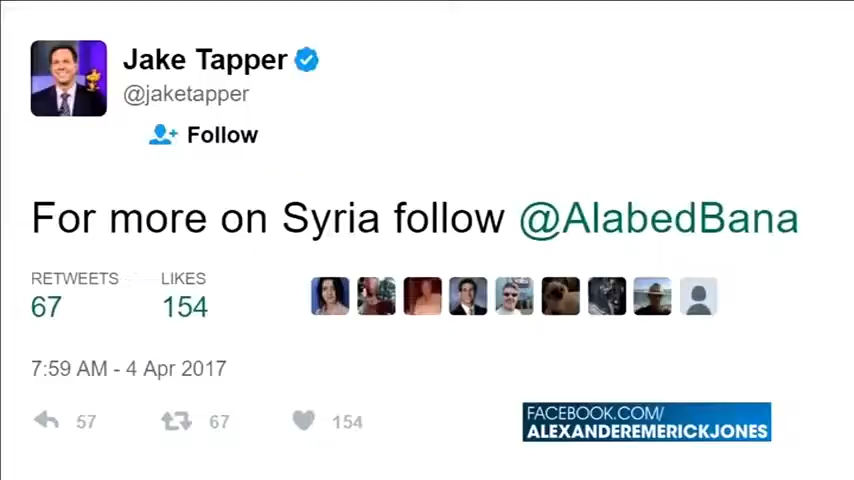 Jake Tapper
@jaketapper
Follow
For more on Syria follow @AlabedBana
RETWEETS LIKES
67 154
7:59 AM - 4 Apr 2017
57 67 154
FACEBOOK.COM/
ALEXANDEREMERICKJONES